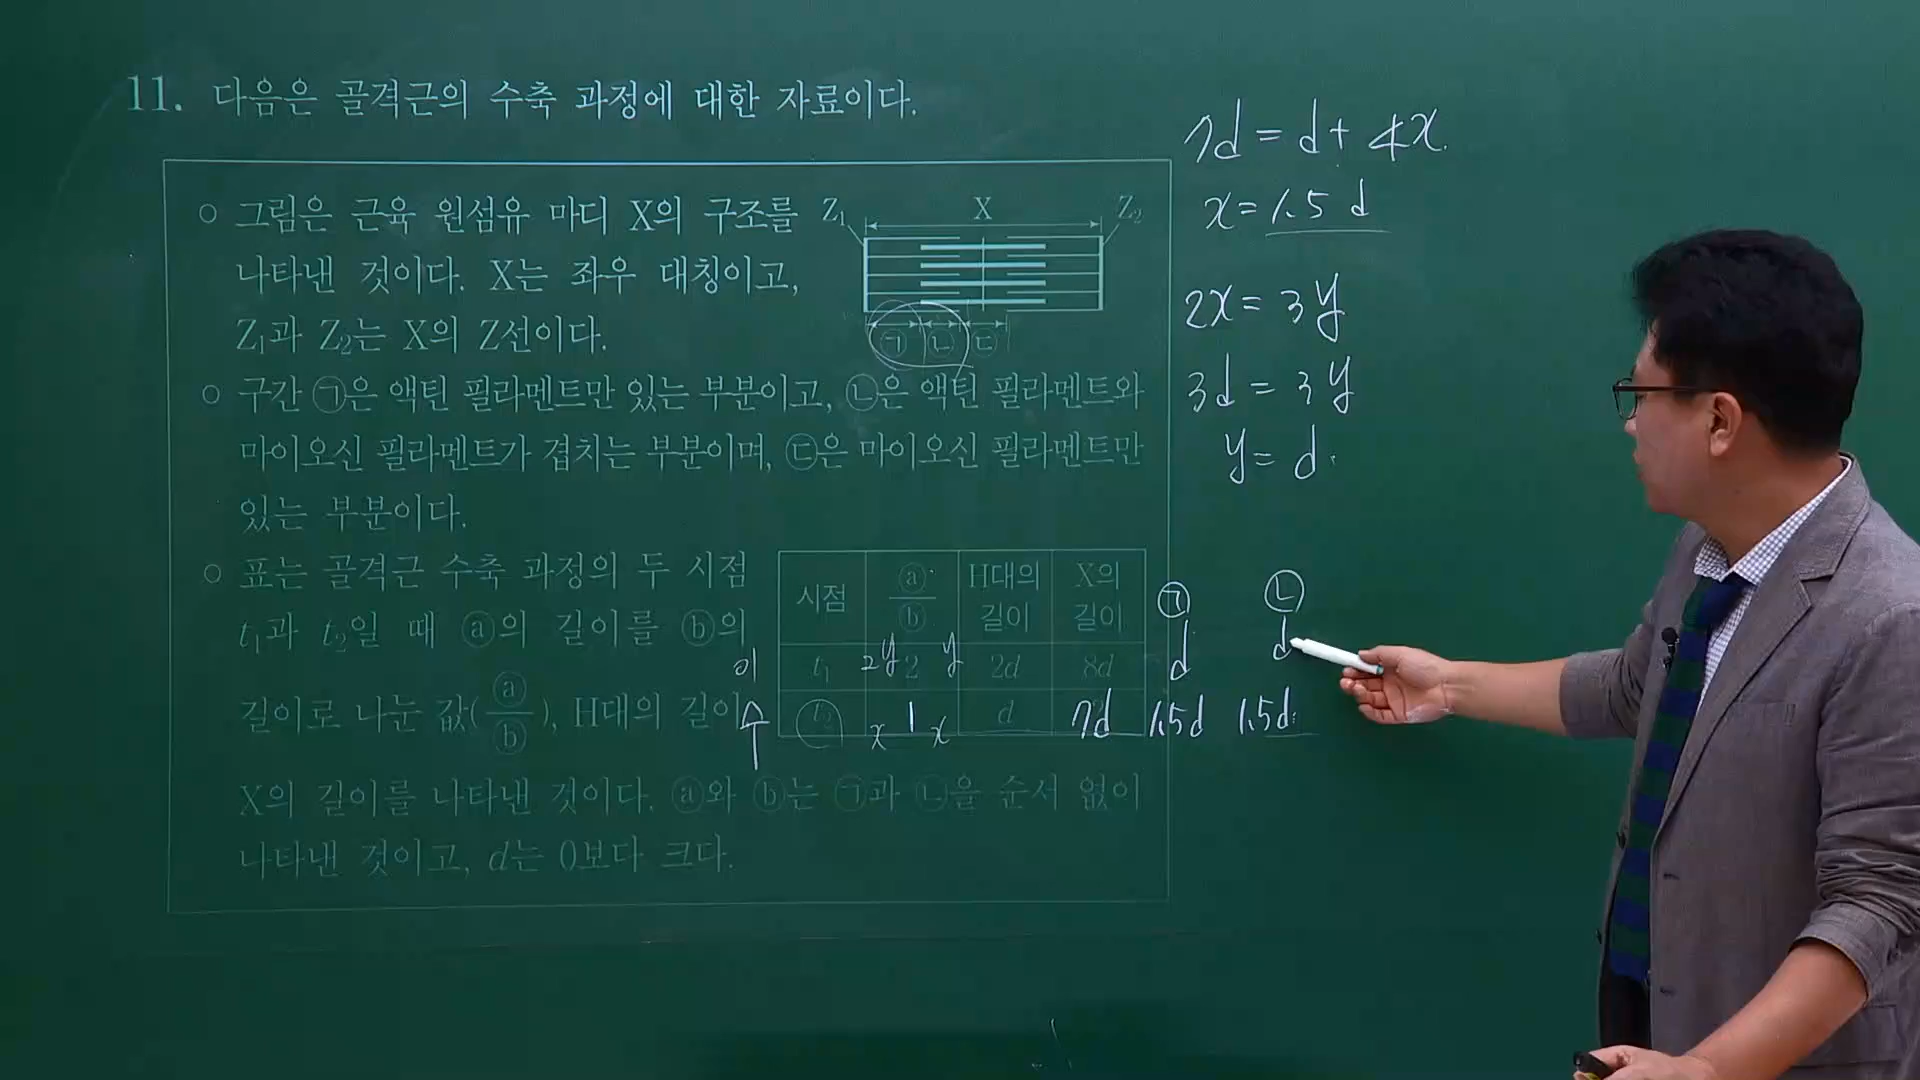 11. 다음은 골격근의 수축 과정에 대한 자료이다.
○ 그림은 근육 원섬유 마디 X의 구조를
나타낸 것이다. X는 좌우 대칭이고,
Z₁과 Z₂는 X의 Z선이다.
Z₁ X Z₂
㉠ ㉡ ㉢
○ 구간 ㉠은 액틴 필라멘트만 있는 부분이고, ㉡은 액틴 필라멘트와
마이오신 필라멘트가 겹치는 부분이며, ㉢은 마이오신 필라멘트만
있는 부분이다.
○ 표는 골격근 수축 과정의 두 시점
t₁과 t₂일 때 ⓐ의 길이를 ⓑ의
길이로 나눈 값(ⓐ/ⓑ), H대의 길이,
X의 길이를 나타낸 것이다. ⓐ와 ⓑ는 ㉠과 ㉡을 순서 없이
나타낸 것이고, d는 0보다 크다.
시점 ⓐ/ⓑ H대의 길이 X의 길이
이 t₁ 2y 2 y 2d 8d
↑ t₂ x 1 x d 7d
㉠ ㉡
d d
1.5d 1.5d
7d = d + 4x
x = 1.5 d
2x = 3y
3d = 3y
y = d